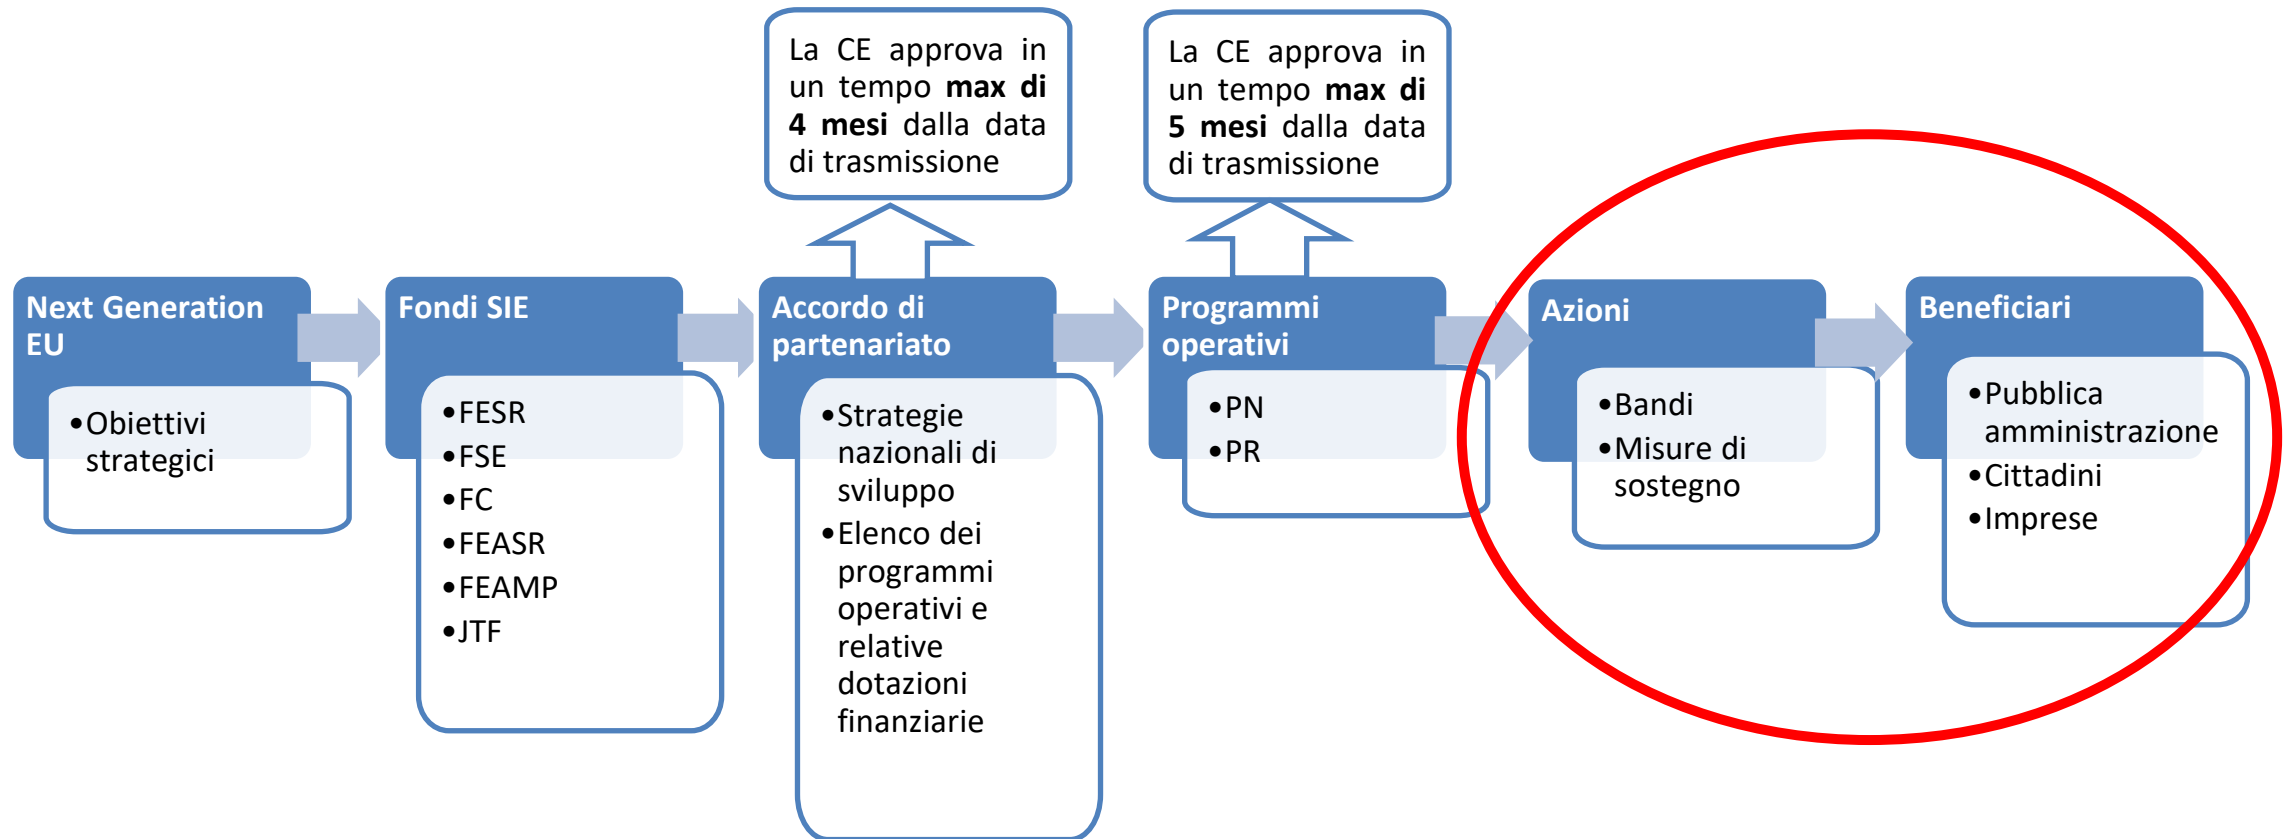 La CE approva in
un tempo max di
4 mesi dalla data
di trasmissione
La CE approva in
un tempo max di
5 mesi dalla data
di trasmissione
Next Generation
EU
•Obiettivi
strategici
Fondi SIE
•FESR
•FSE
•FC
•FEASR
•FEAMP
•JTF
Accordo di
partenariato
•Strategie
nazionali di
sviluppo
•Elenco dei
programmi
operativi e
relative
dotazioni
finanziarie
Programmi
operativi
•PN
•PR
Azioni
•Bandi
•Misure di
sostegno
Beneficiari
•Pubblica
amministrazione
•Cittadini
•Imprese